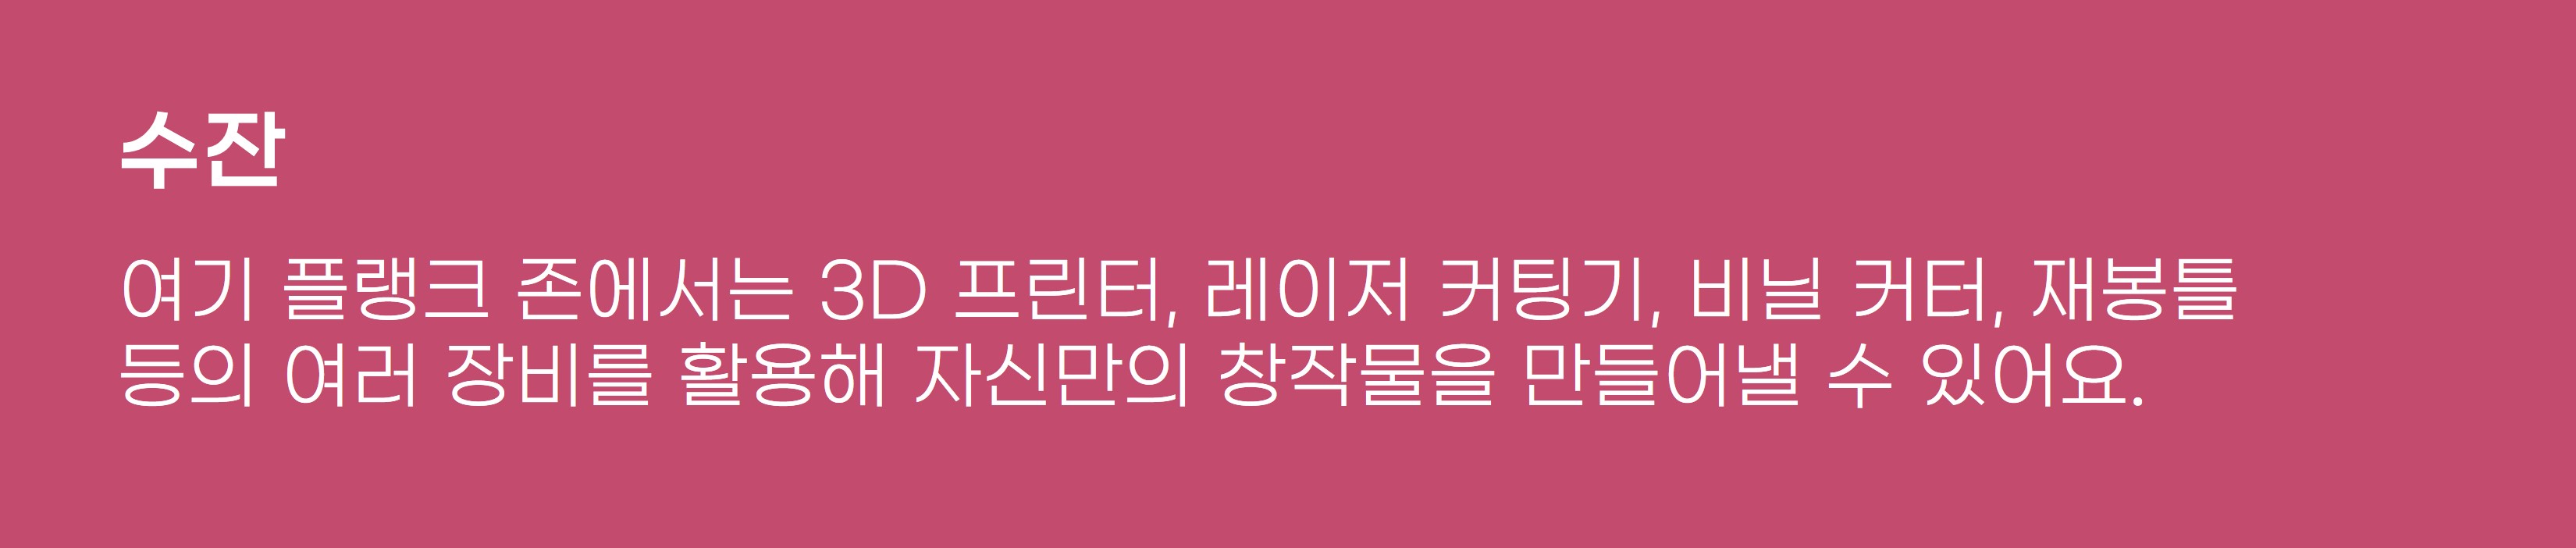 수잔
여기 플랭크 존에서는 3D 프린터, 레이저 커팅기, 비닐 커터, 재봉틀
등의 여러 장비를 활용해 자신만의 창작물을 만들어낼 수 있어요.